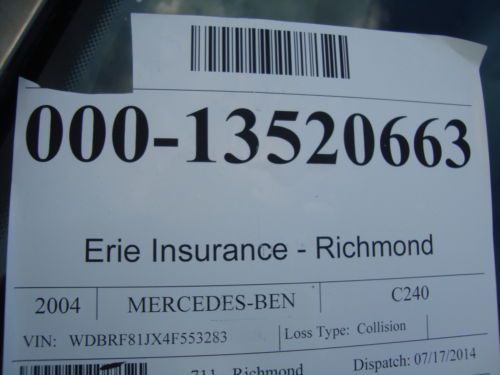 000-13520663
Erie Insurance - Richmond
2004 MERCEDES-BEN C240
VIN: WDBRF81JX4F553283 Loss Type: Collision
711 - Richmond Dispatch: 07/17/2014